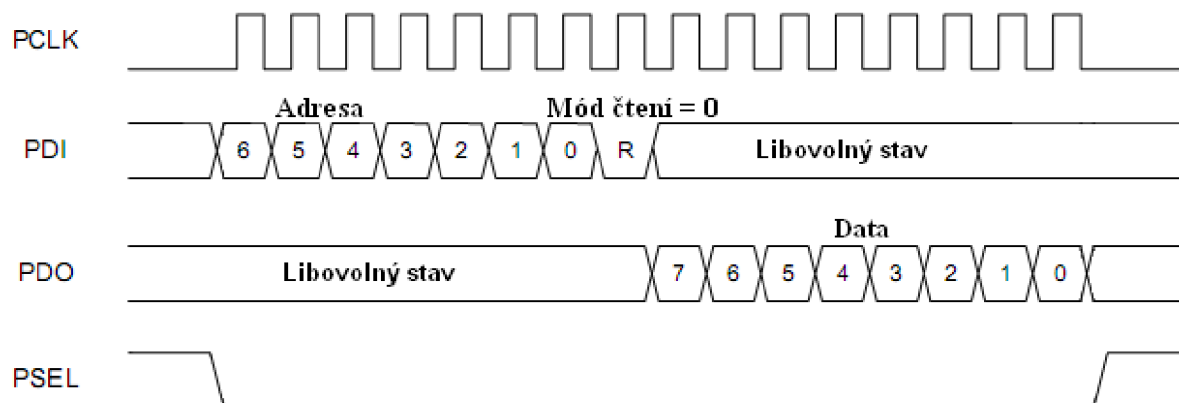 PCLK
Adresa Mód čtení = 0
PDI 6 5 4 3 2 1 0 R Libovolný stav
Data
PDO Libovolný stav 7 6 5 4 3 2 1 0
PSEL